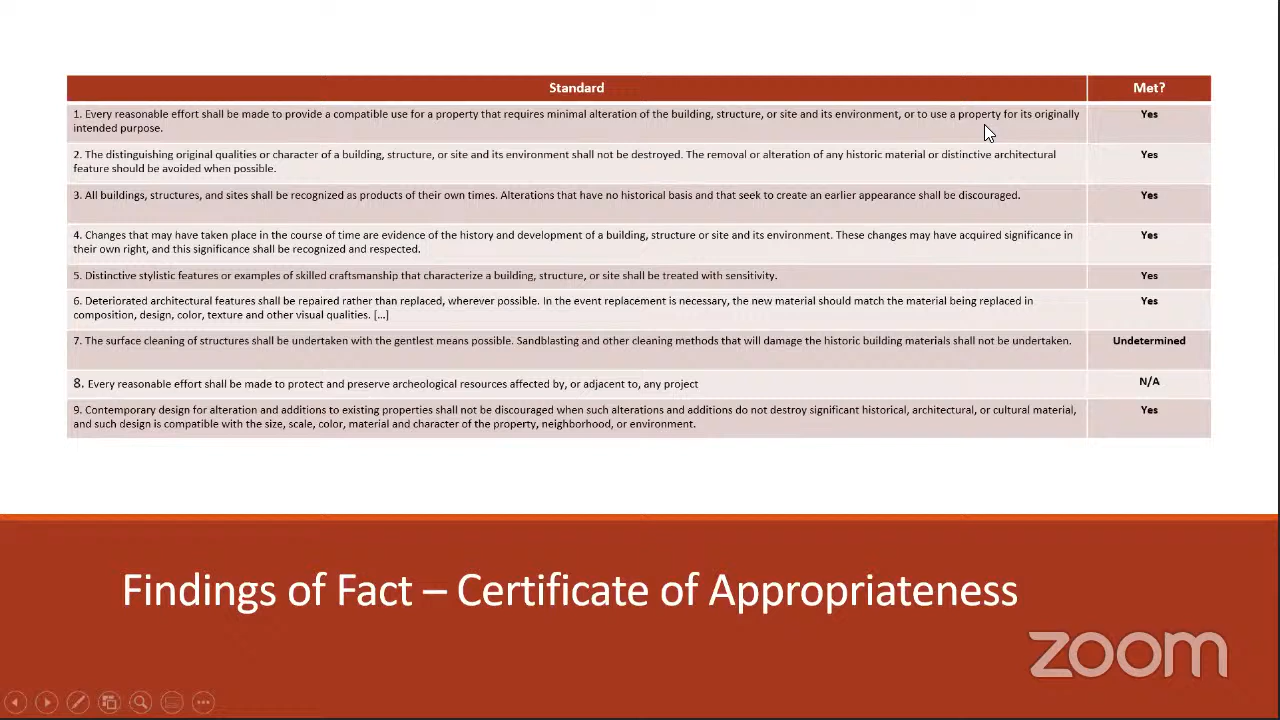 Standard
Met?
1. Every reasonable effort shall be made to provide a compatible use for a property that requires minimal alteration of the building, structure, or site and its environment, or to use a property for its originally
intended purpose.
Yes
2. The distinguishing original qualities or character of a building, structure, or site and its environment shall not be destroyed. The removal or alteration of any historic material or distinctive architectural
feature should be avoided when possible.
Yes
3. All buildings, structures, and sites shall be recognized as products of their own times. Alterations that have no historical basis and that seek to create an earlier appearance shall be discouraged.
Yes
4. Changes that may have taken place in the course of time are evidence of the history and development of a building, structure or site and its environment. These changes may have acquired significance in
their own right, and this significance shall be recognized and respected.
Yes
5. Distinctive stylistic features or examples of skilled craftsmanship that characterize a building, structure, or site shall be treated with sensitivity.
Yes
6. Deteriorated architectural features shall be repaired rather than replaced, wherever possible. In the event replacement is necessary, the new material should match the material being replaced in
composition, design, color, texture and other visual qualities. […]
Yes
7. The surface cleaning of structures shall be undertaken with the gentlest means possible. Sandblasting and other cleaning methods that will damage the historic building materials shall not be undertaken.
Undetermined
8. Every reasonable effort shall be made to protect and preserve archeological resources affected by, or adjacent to, any project
N/A
9. Contemporary design for alteration and additions to existing properties shall not be discouraged when such alterations and additions do not destroy significant historical, architectural, or cultural material,
and such design is compatible with the size, scale, color, material and character of the property, neighborhood, or environment.
Yes
Findings of Fact – Certificate of Appropriateness
zoom